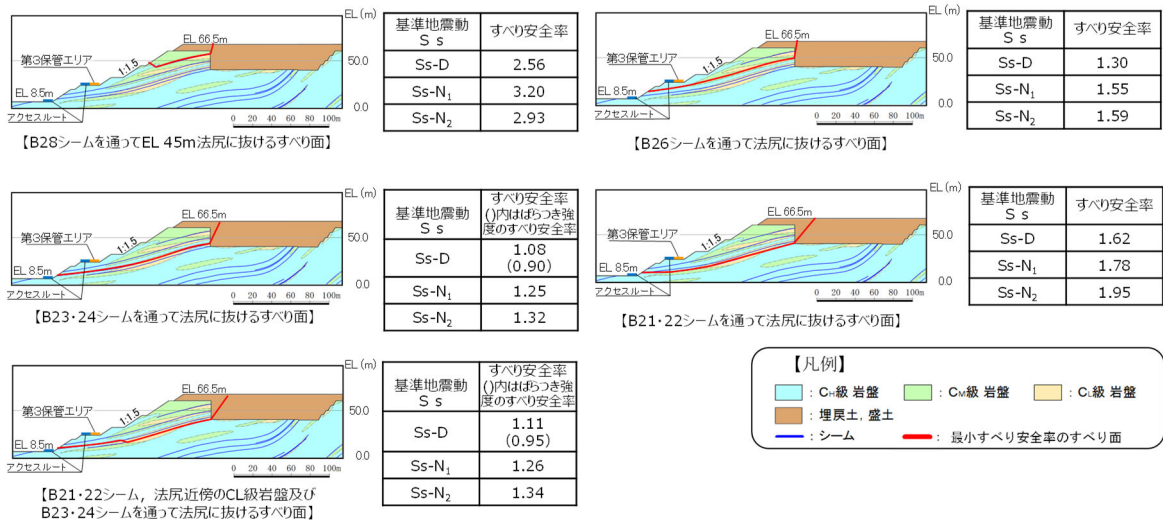 EL (m)
EL 66.5m
第3保管エリア
1:1.5
50.0
EL 8.5m
0.0
アクセスルート
0 20 40 60 80 100m
【B28シームを通ってEL 45m法尻に抜けるすべり面】
基準地震動
Ss
すべり安全率
Ss-D
2.56
Ss-N1
3.20
Ss-N2
2.93
EL (m)
EL 66.5m
第3保管エリア
1:1.5
50.0
EL 8.5m
0.0
アクセスルート
0 20 40 60 80 100m
【B26シームを通って法尻に抜けるすべり面】
基準地震動
Ss
すべり安全率
Ss-D
1.30
Ss-N1
1.55
Ss-N2
1.59
EL (m)
EL 66.5m
第3保管エリア
1:1.5
50.0
EL 8.5m
0.0
アクセスルート
0 20 40 60 80 100m
【B23・24シームを通って法尻に抜けるすべり面】
基準地震動
Ss
すべり安全率
()内はばらつき強
度のすべり安全率
Ss-D
1.08
(0.90)
Ss-N1
1.25
Ss-N2
1.32
EL (m)
EL 66.5m
第3保管エリア
1:1.5
50.0
EL 8.5m
0.0
アクセスルート
0 20 40 60 80 100m
【B21・22シームを通って法尻に抜けるすべり面】
基準地震動
Ss
すべり安全率
Ss-D
1.62
Ss-N1
1.78
Ss-N2
1.95
EL (m)
EL 66.5m
第3保管エリア
1:1.5
50.0
EL 8.5m
0.0
アクセスルート
0 20 40 60 80 100m
【B21・22シーム，法尻近傍のCL級岩盤及び
B23・24シームを通って法尻に抜けるすべり面】
基準地震動
Ss
すべり安全率
()内はばらつき強
度のすべり安全率
Ss-D
1.11
(0.95)
Ss-N1
1.26
Ss-N2
1.34
【凡例】
：CH級 岩盤 ：CM級 岩盤 ：CL級 岩盤
：埋戻土，盛土
：シーム ：最小すべり安全率のすべり面